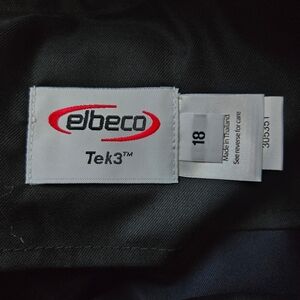 elbeco
Tek3™
18
Made in Thailand
See reverse for care
305351